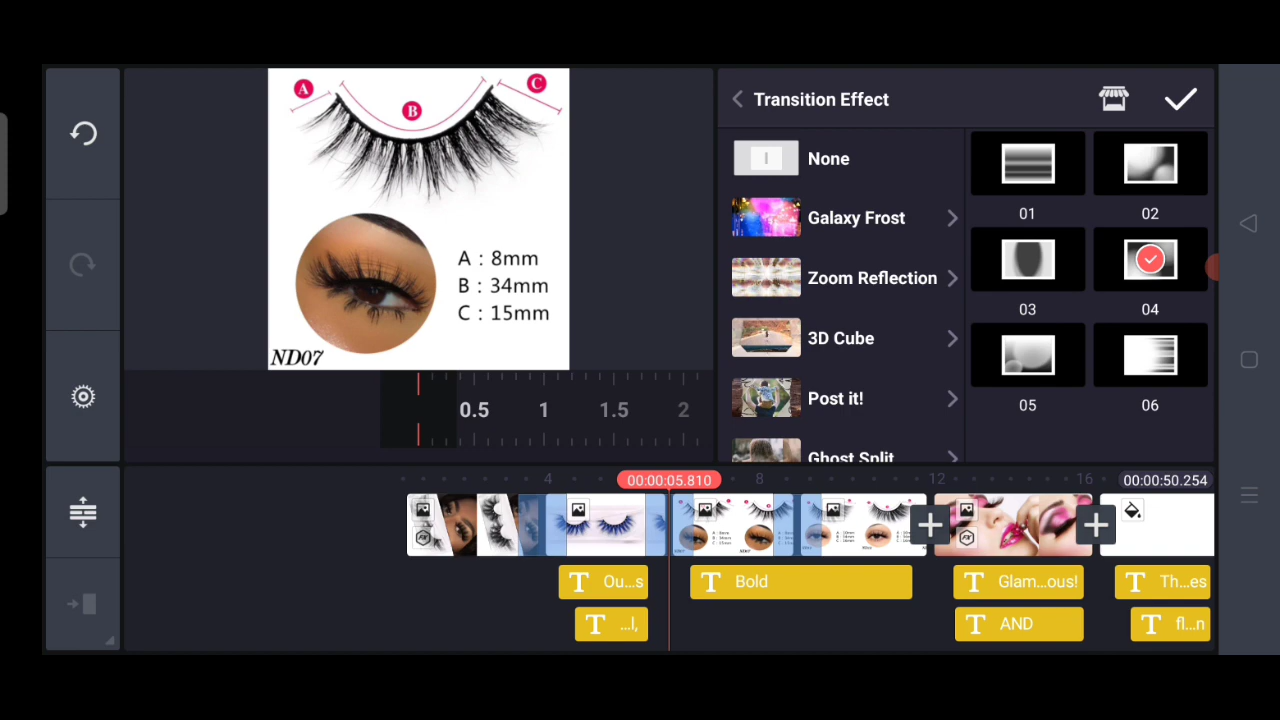 A
B
C
A : 8mm
B : 34mm
C : 15mm
ND07
Transition Effect
None
Galaxy Frost
Zoom Reflection
3D Cube
Post it!
Ghost Split
01
02
03
04
05
06
0.5
1
1.5
2
4
00:00:05.810
8
12
16
00:00:50.254
T Ou...s
T Bold
T Glam...ous!
T Th...es
T ...l,
T AND
T fl...n